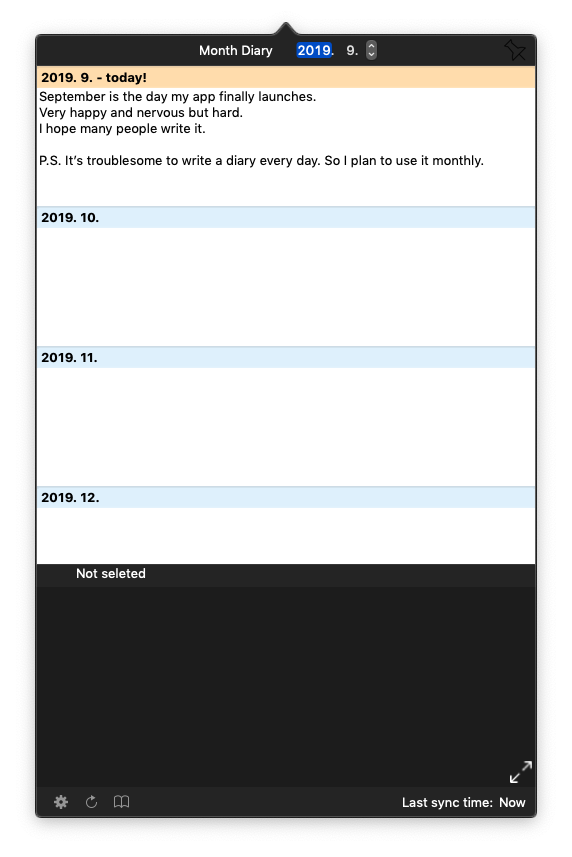 Month Diary 2019. 9.
2019. 9. - today!
September is the day my app finally launches.
Very happy and nervous but hard.
I hope many people write it.
P.S. It’s troublesome to write a diary every day. So I plan to use it monthly.
2019. 10.
2019. 11.
2019. 12.
Not seleted
Last sync time: Now